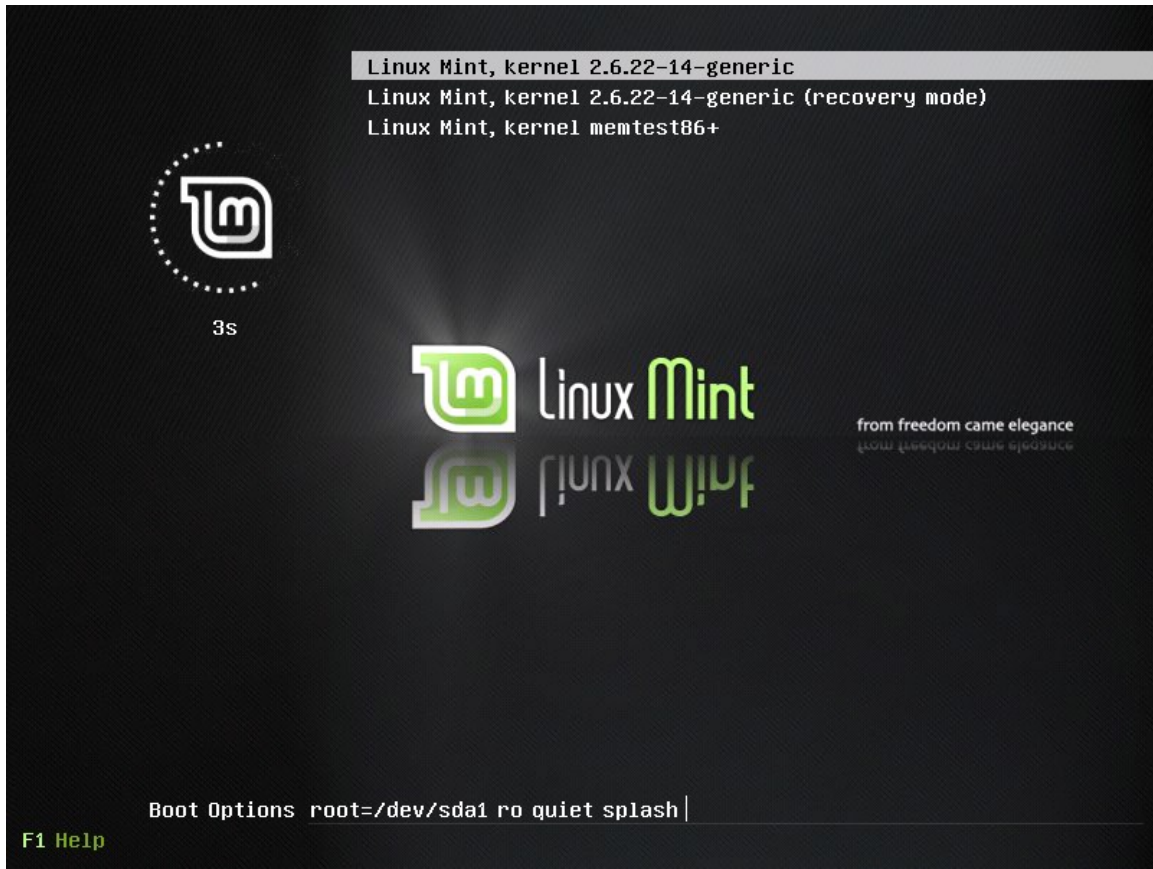 Linux Mint, kernel 2.6.22-14-generic
Linux Mint, kernel 2.6.22-14-generic (recovery mode)
Linux Mint, kernel memtest86+
3s
Linux Mint
from freedom came elegance
Boot Options root=/dev/sda1 ro quiet splash
F1 Help